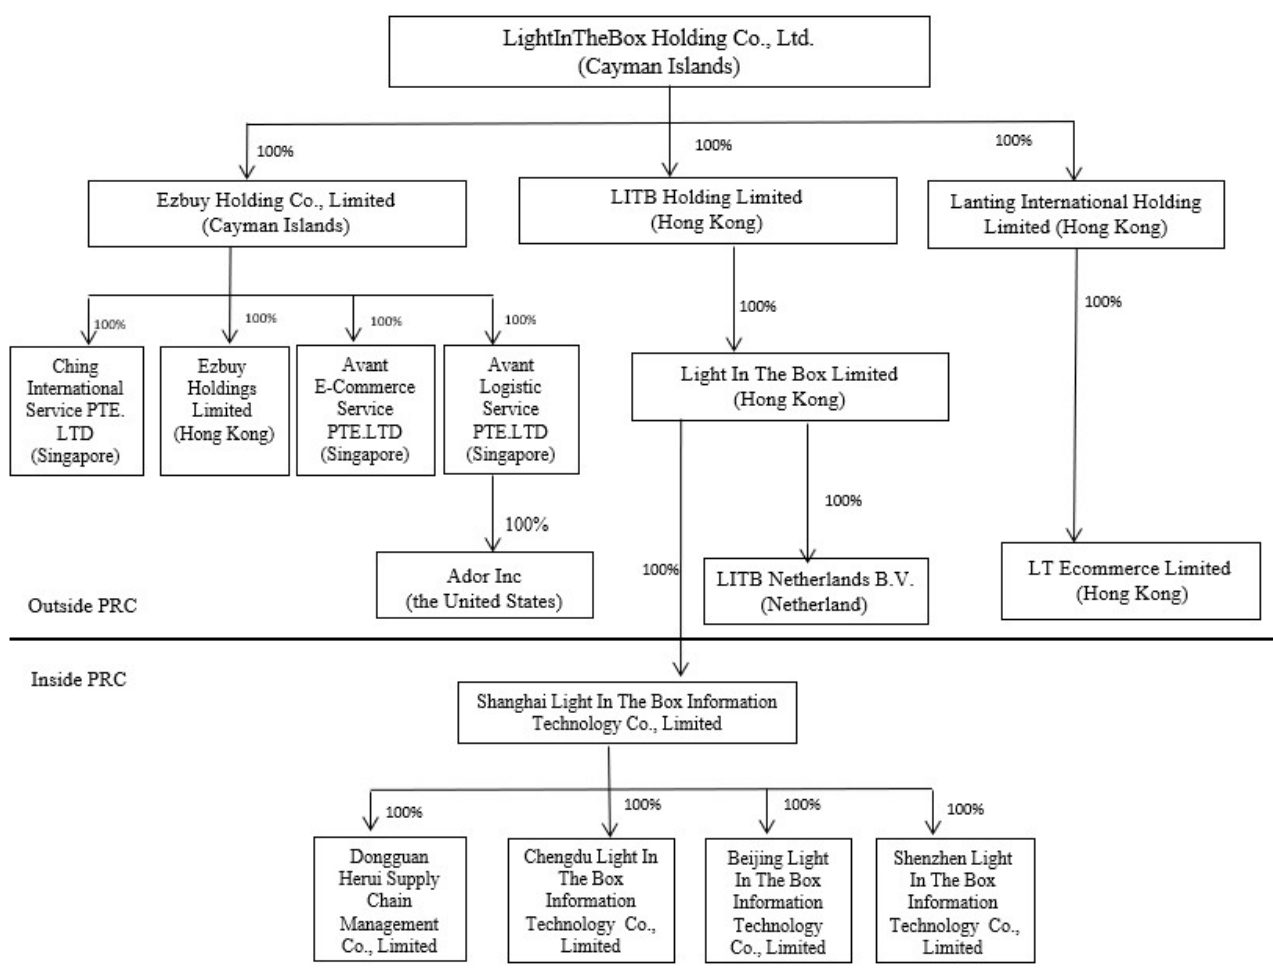 LightInTheBox Holding Co., Ltd.
(Cayman Islands)
100%
100%
100%
Ezbuy Holding Co., Limited
(Cayman Islands)
LITB Holding Limited
(Hong Kong)
Lanting International Holding
Limited (Hong Kong)
100%
100%
100%
100%
100%
100%
Ching
International
Service PTE.
LTD
(Singapore)
Ezbuy
Holdings
Limited
(Hong Kong)
Avant
E-Commerce
Service
PTE.LTD
(Singapore)
Avant
Logistic
Service
PTE.LTD
(Singapore)
Light In The Box Limited
(Hong Kong)
100%
100%
100%
Ador Inc
(the United States)
LITB Netherlands B.V.
(Netherland)
LT Ecommerce Limited
(Hong Kong)
Outside PRC
Inside PRC
Shanghai Light In The Box Information
Technology Co., Limited
100%
100%
100%
100%
Dongguan
Herui Supply
Chain
Management
Co., Limited
Chengdu Light In
The Box
Information
Technology Co.,
Limited
Beijing Light
In The Box
Information
Technology
Co., Limited
Shenzhen Light
In The Box
Information
Technology Co.,
Limited